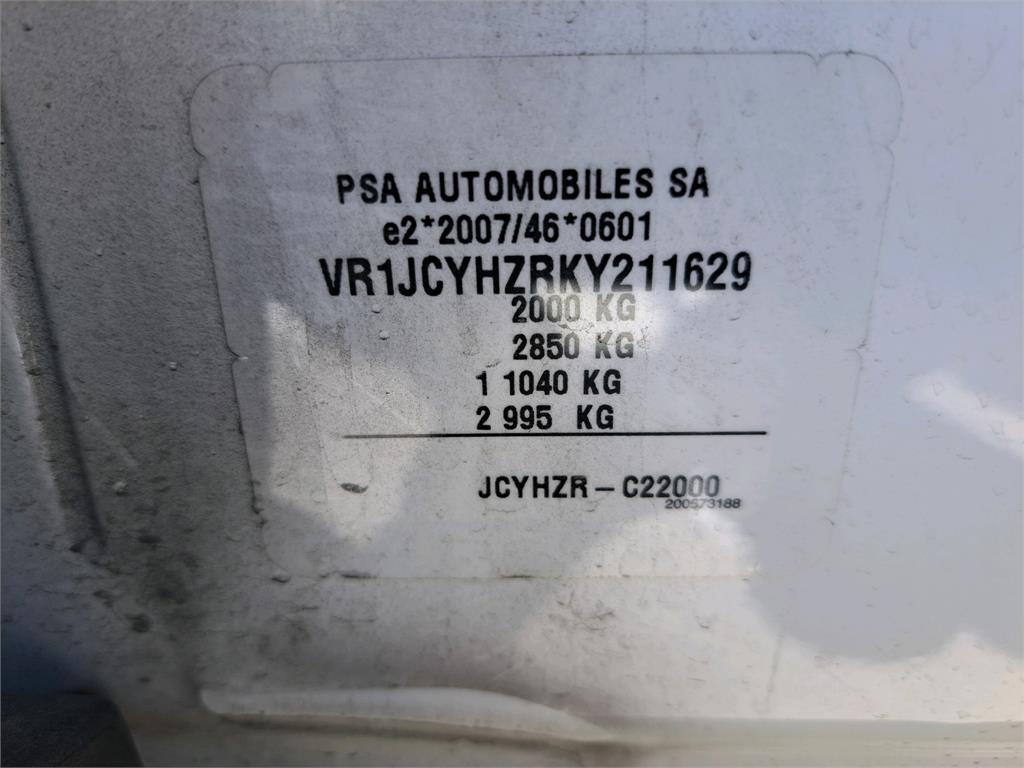 PSA AUTOMOBILES SA
e2*2007/46*0601
VR1JCYHZRKY211629
2000 KG
2850 KG
1 1040 KG
2 995 KG
JCYHZR – C22000
200573188